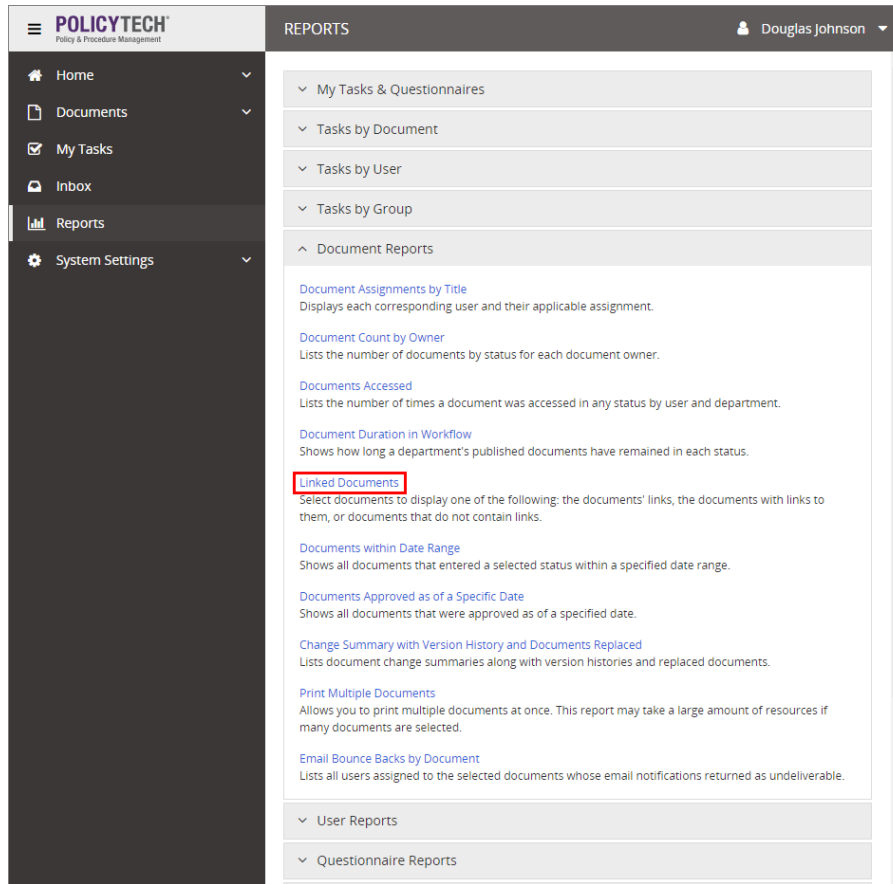 POLICYTECH®
Policy & Procedure Management
REPORTS
Douglas Johnson
Home
Documents
My Tasks
Inbox
Reports
System Settings
My Tasks & Questionnaires
Tasks by Document
Tasks by User
Tasks by Group
Document Reports
Document Assignments by Title
Displays each corresponding user and their applicable assignment.
Document Count by Owner
Lists the number of documents by status for each document owner.
Documents Accessed
Lists the number of times a document was accessed in any status by user and department.
Document Duration in Workflow
Shows how long a department's published documents have remained in each status.
Linked Documents
Select documents to display one of the following: the documents' links, the documents with links to
them, or documents that do not contain links.
Documents within Date Range
Shows all documents that entered a selected status within a specified date range.
Documents Approved as of a Specific Date
Shows all documents that were approved as of a specified date.
Change Summary with Version History and Documents Replaced
Lists document change summaries along with version histories and replaced documents.
Print Multiple Documents
Allows you to print multiple documents at once. This report may take a large amount of resources if
many documents are selected.
Email Bounce Backs by Document
Lists all users assigned to the selected documents whose email notifications returned as undeliverable.
User Reports
Questionnaire Reports